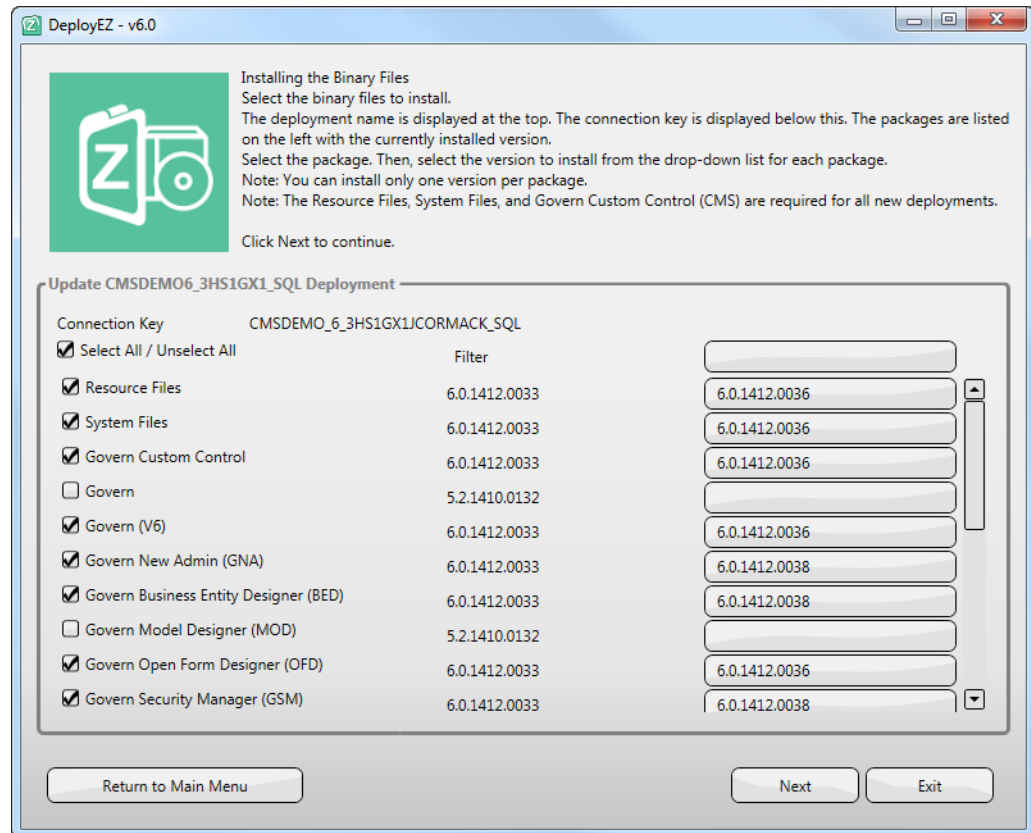 DeployEZ - v6.0
Z
Installing the Binary Files
Select the binary files to install.
The deployment name is displayed at the top. The connection key is displayed below this. The packages are listed
on the left with the currently installed version.
Select the package. Then, select the version to install from the drop-down list for each package.
Note: You can install only one version per package.
Note: The Resource Files, System Files, and Govern Custom Control (CMS) are required for all new deployments.
Click Next to continue.
Update CMSDEMO6_3HS1GX1_SQL Deployment
Connection Key CMSDEMO_6_3HS1GX1JCORMACK_SQL
Select All / Unselect All Filter
Resource Files 6.0.1412.0033 6.0.1412.0036
System Files 6.0.1412.0033 6.0.1412.0036
Govern Custom Control 6.0.1412.0033 6.0.1412.0036
Govern 5.2.1410.0132
Govern (V6) 6.0.1412.0033 6.0.1412.0036
Govern New Admin (GNA) 6.0.1412.0033 6.0.1412.0038
Govern Business Entity Designer (BED) 6.0.1412.0033 6.0.1412.0038
Govern Model Designer (MOD) 5.2.1410.0132
Govern Open Form Designer (OFD) 6.0.1412.0033 6.0.1412.0036
Govern Security Manager (GSM) 6.0.1412.0033 6.0.1412.0038
Return to Main Menu Next Exit